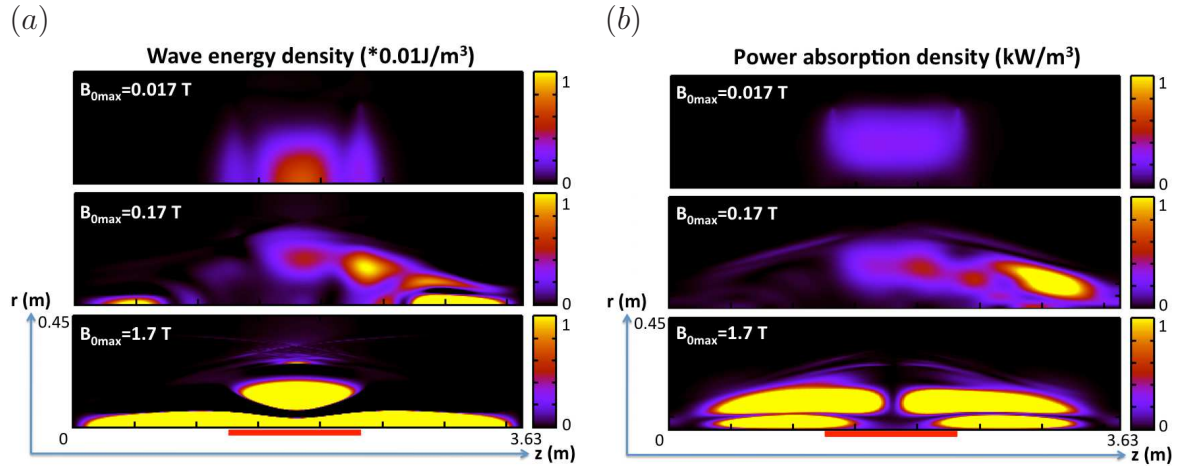 (a)
Wave energy density (*0.01J/m³)
B0max=0.017 T
1
0
B0max=0.17 T
1
0
r (m)
0.45
B0max=1.7 T
1
0
0
3.63
z (m)
(b)
Power absorption density (kW/m³)
B0max=0.017 T
1
0
B0max=0.17 T
1
0
r (m)
0.45
B0max=1.7 T
1
0
0
3.63
z (m)